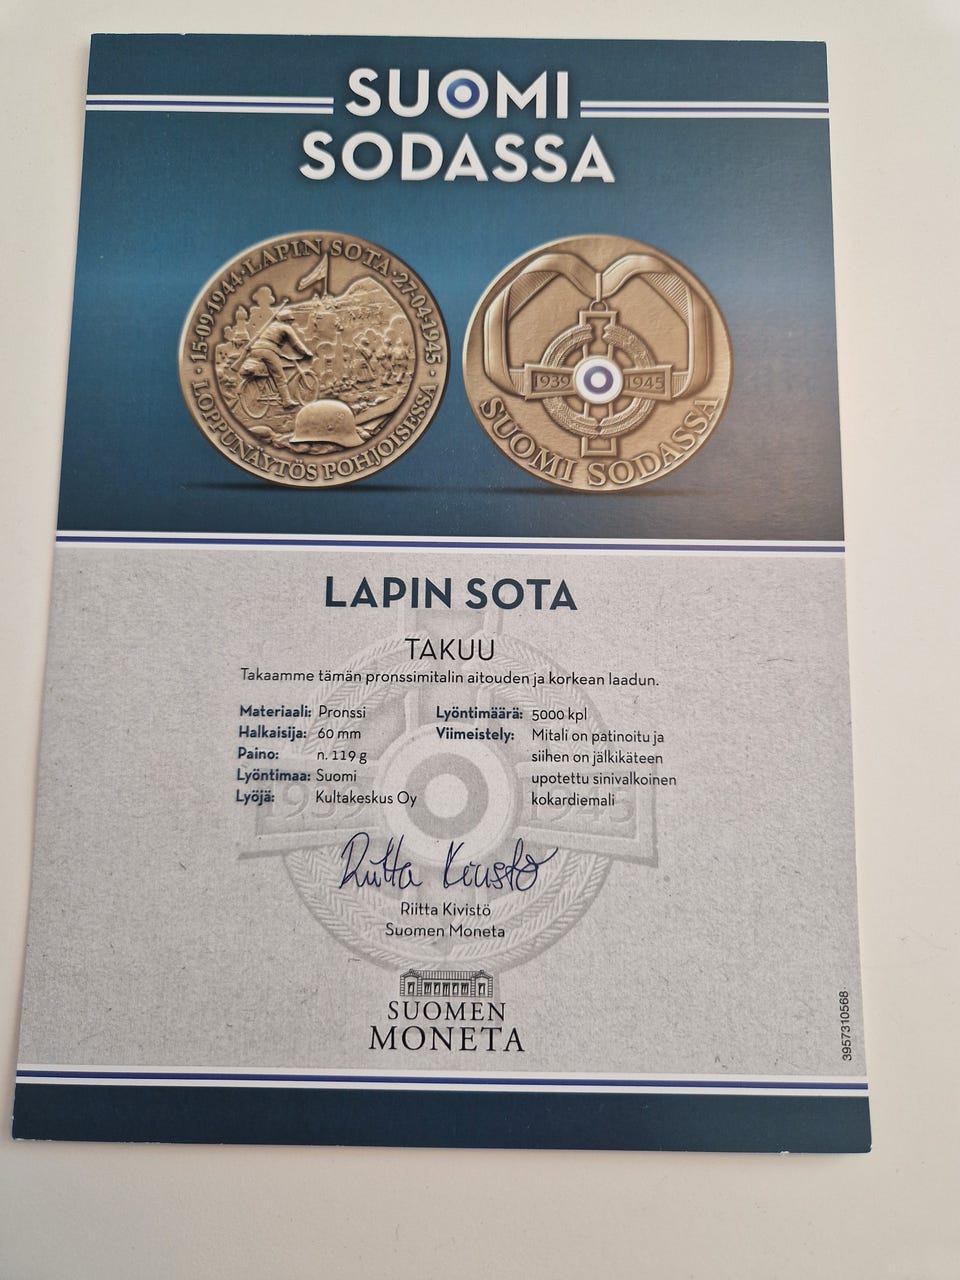 SUOMI
SODASSA
15·09·1944·LAPIN SOTA·27·04·1945·
LOPPUNÄYTÖS POHJOISESSA
1939 1945
SUOMI SODASSA
LAPIN SOTA
TAKUU
Takaamme tämän pronssimitalin aitouden ja korkean laadun.
Materiaali: Pronssi
Halkaisija: 60 mm
Paino: n. 119 g
Lyöntimaa: Suomi
Lyöjä: Kultakeskus Oy
Lyöntimäärä: 5000 kpl
Viimeistely: Mitali on patinoitu ja
siihen on jälkikäteen
upotettu sinivalkoinen
kokardiemali
1939 1945
Riitta Kivistö
Riitta Kivistö
Suomen Moneta
SUOMEN
MONETA
3957310568